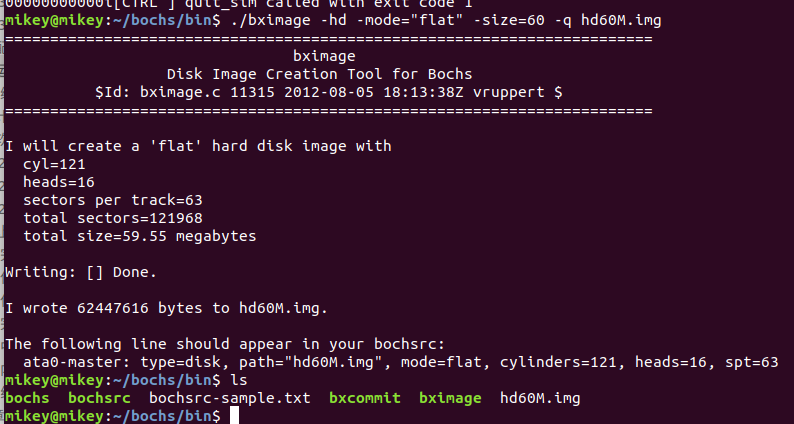 00000000000i[CTRL ] quit_sim called with exit code 1
mikey@mikey:~/bochs/bin$ ./bximage -hd -mode="flat" -size=60 -q hd60M.img
========================================================================
bximage
Disk Image Creation Tool for Bochs
$Id: bximage.c 11315 2012-08-05 18:13:38Z vruppert $
========================================================================
I will create a 'flat' hard disk image with
cyl=121
heads=16
sectors per track=63
total sectors=121968
total size=59.55 megabytes
Writing: [] Done.
I wrote 62447616 bytes to hd60M.img.
The following line should appear in your bochsrc:
ata0-master: type=disk, path="hd60M.img", mode=flat, cylinders=121, heads=16, spt=63
mikey@mikey:~/bochs/bin$ ls
bochs bochsrc bochsrc-sample.txt bxcommit bximage hd60M.img
mikey@mikey:~/bochs/bin$